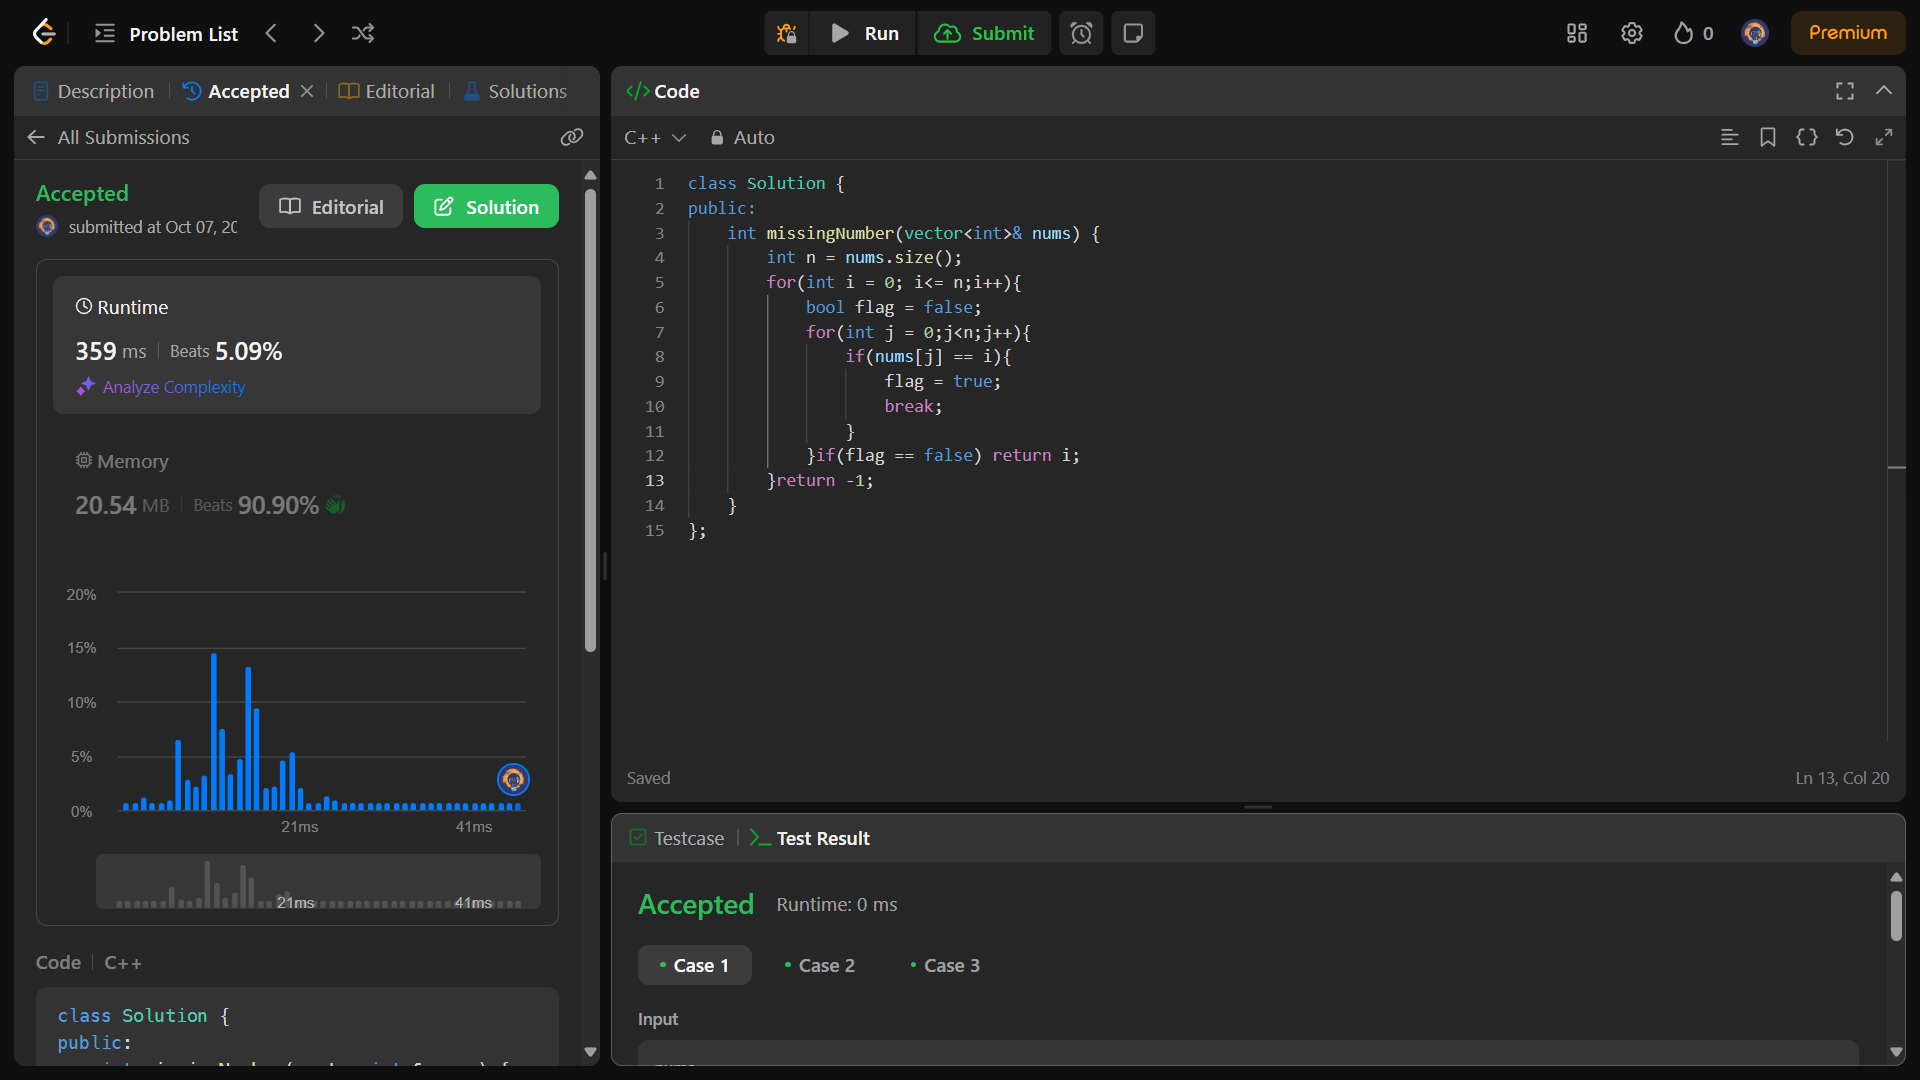 Problem List
Run
Submit
0
Premium
Description
Accepted
Editorial
Solutions
All Submissions
Accepted
submitted at Oct 07, 20
Editorial
Solution
Runtime
359 ms
Beats 5.09%
Analyze Complexity
Memory
20.54 MB
Beats 90.90%
20%
15%
10%
5%
0%
21ms
41ms
21ms
41ms
Code
C++
class Solution {
public:
Code
C++
Auto
1 class Solution {
2 public:
3 int missingNumber(vector<int>& nums) {
4 int n = nums.size();
5 for(int i = 0; i<= n;i++){
6 bool flag = false;
7 for(int j = 0;j<n;j++){
8 if(nums[j] == i){
9 flag = true;
10 break;
11 }
12 }if(flag == false) return i;
13 }return -1;
14 }
15 };
Saved
Ln 13, Col 20
Testcase
Test Result
Accepted
Runtime: 0 ms
Case 1
Case 2
Case 3
Input